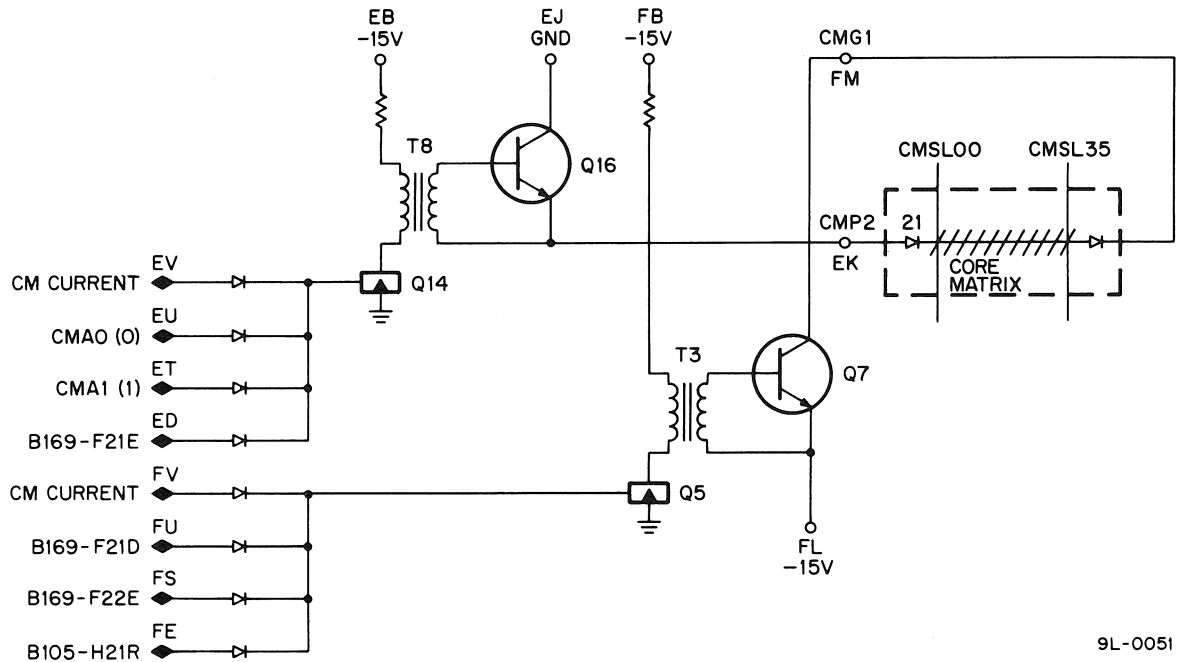 EB
-15V
EJ
GND
FB
-15V
CMG1
FM
T8
Q16
CMSL00
CMSL35
CMP2
21
EK
CORE
MATRIX
CM CURRENT
EV
Q14
CMA0 (0)
EU
CMA1 (1)
ET
B169-F21E
ED
T3
Q7
CM CURRENT
FV
Q5
B169-F21D
FU
FL
-15V
B169-F22E
FS
B105-H21R
FE
9L-0051